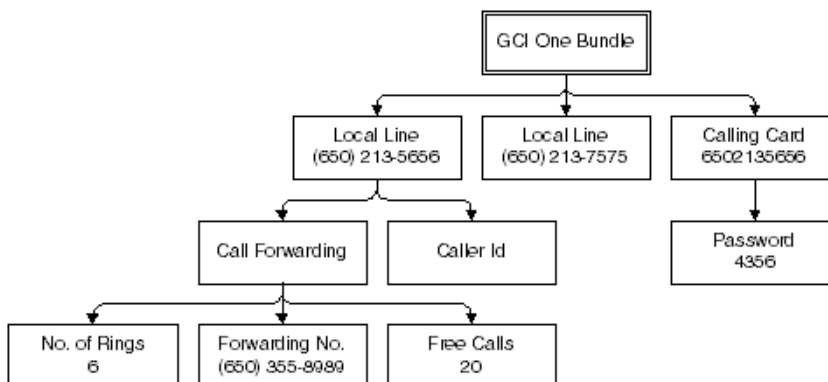 GCI One Bundle
Local Line
(650) 213-5656
Local Line
(650) 213-7575
Calling Card
6502135656
Call Forwarding
Caller Id
Password
4356
No. of Rings
6
Forwarding No.
(650) 355-8989
Free Calls
20